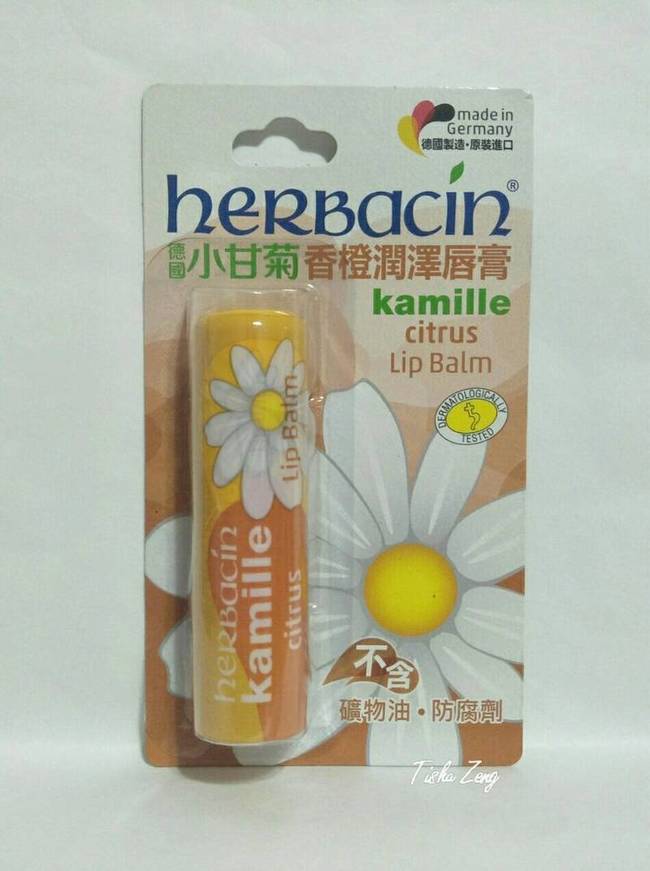 made in
Germany
德國製造•原裝進口
herbacin®
德國小甘菊香橙潤澤唇膏
kamille
citrus
Lip Balm
DERMATOLOGICALLY
TESTED
herbacin
kamille
citrus
Lip Balm
不含
礦物油•防腐劑
Tisha Zeng